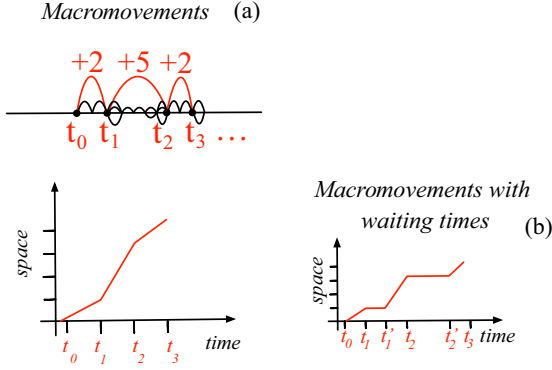 Macromovements (a)
+2 +5 +2
t0 t1 t2 t3 ...
space
t0 t1 t2 t3 time
Macromovements with
waiting times (b)
space
t0 t1 t1' t2 t2' t3 time